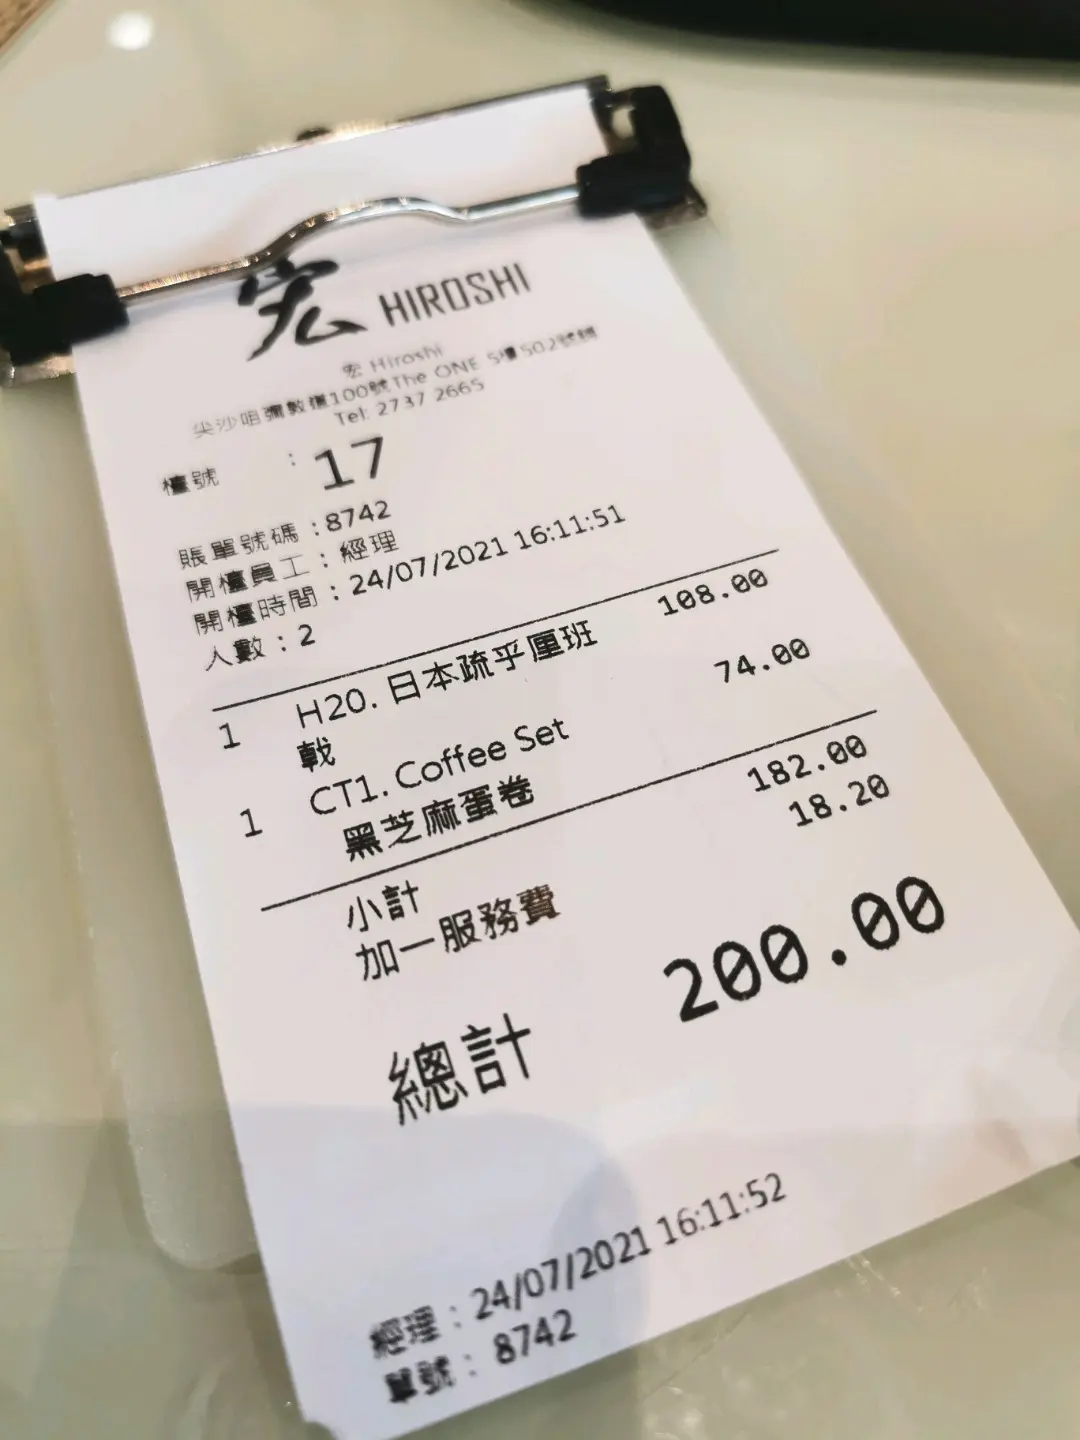 宏 HIROSHI
宏 Hiroshi
尖沙咀彌敦道100號The ONE 5樓502號舖
Tel: 2737 2665
檯號 : 17
賬單號碼 : 8742
開檯員工 : 經理
開檯時間 : 24/07/2021 16:11:51
人數 : 2
1 H20. 日本疏乎厘班 108.00
戟
1 CT1. Coffee Set 74.00
黑芝麻蛋卷
小計 182.00
加一服務費 18.20
總計 200.00
經理 : 24/07/2021 16:11:52
單號 : 8742